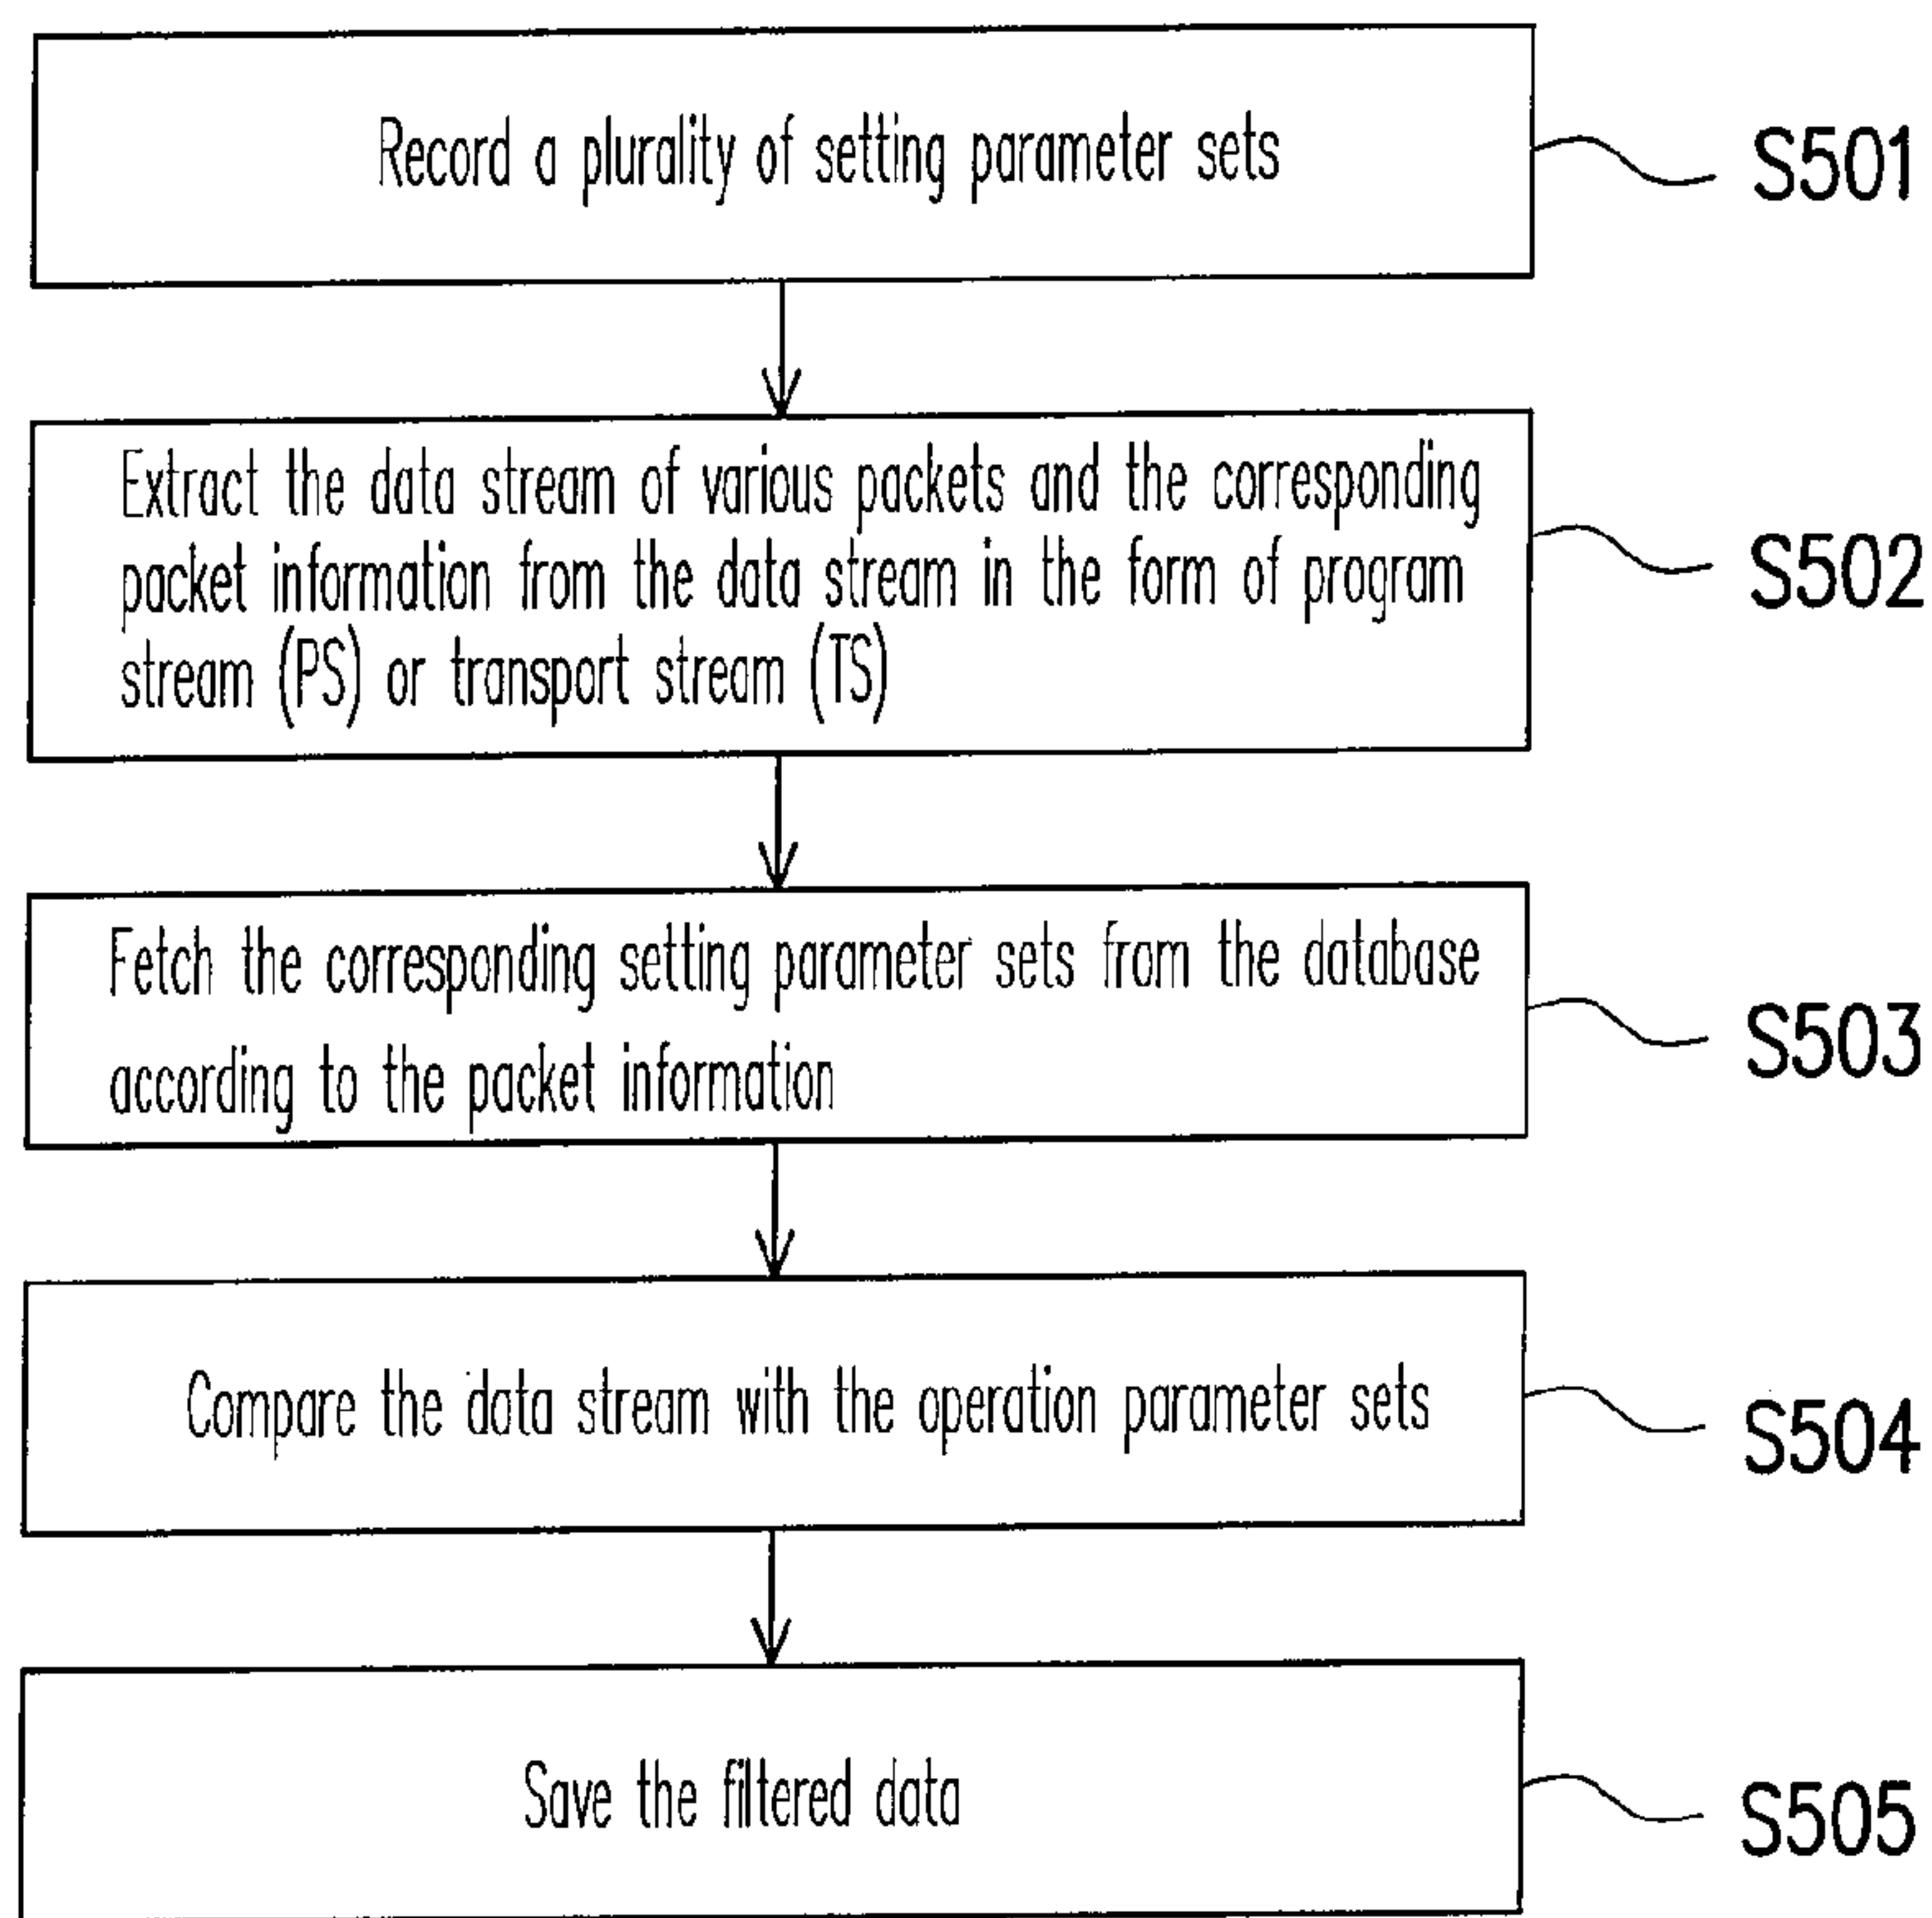 Record a plurality of setting parameter sets
S501
Extract the data stream of various packets and the corresponding
packet information from the data stream in the form of program
stream (PS) or transport stream (TS)
S502
Fetch the corresponding setting parameter sets from the database
according to the packet information
S503
Compare the data stream with the operation parameter sets
S504
Save the filtered data
S505